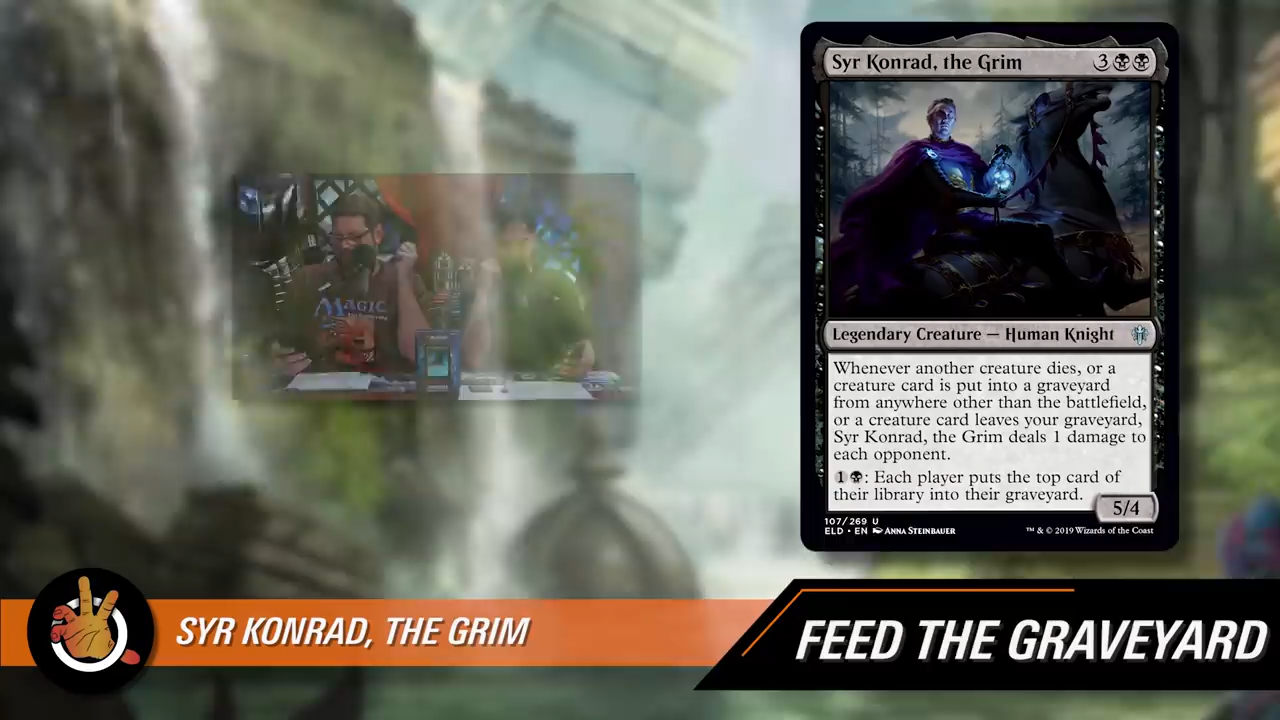 Syr Konrad, the Grim 3
MAGIC
Legendary Creature — Human Knight
Whenever another creature dies, or a
creature card is put into a graveyard
from anywhere other than the battlefield,
or a creature card leaves your graveyard,
Syr Konrad, the Grim deals 1 damage to
each opponent.
1 : Each player puts the top card of
their library into their graveyard.
5/4
107/269 U
ELD • EN ANNA STEINBAUER ™ & © 2019 Wizards of the Coast
SYR KONRAD, THE GRIM
FEED THE GRAVEYARD